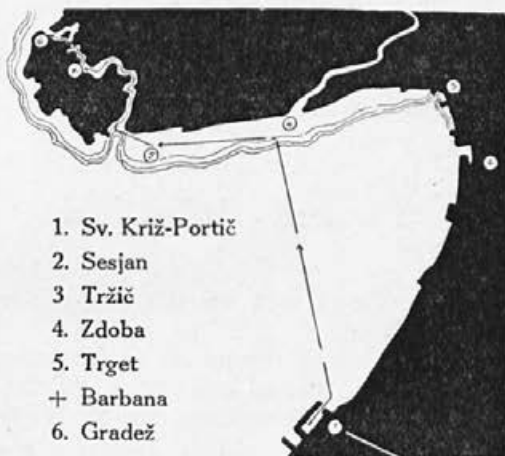 1. Sv. Križ-Portič
2. Sesjan
3 Tržič
4. Zdoba
5. Trget
+ Barbana
6. Gradež